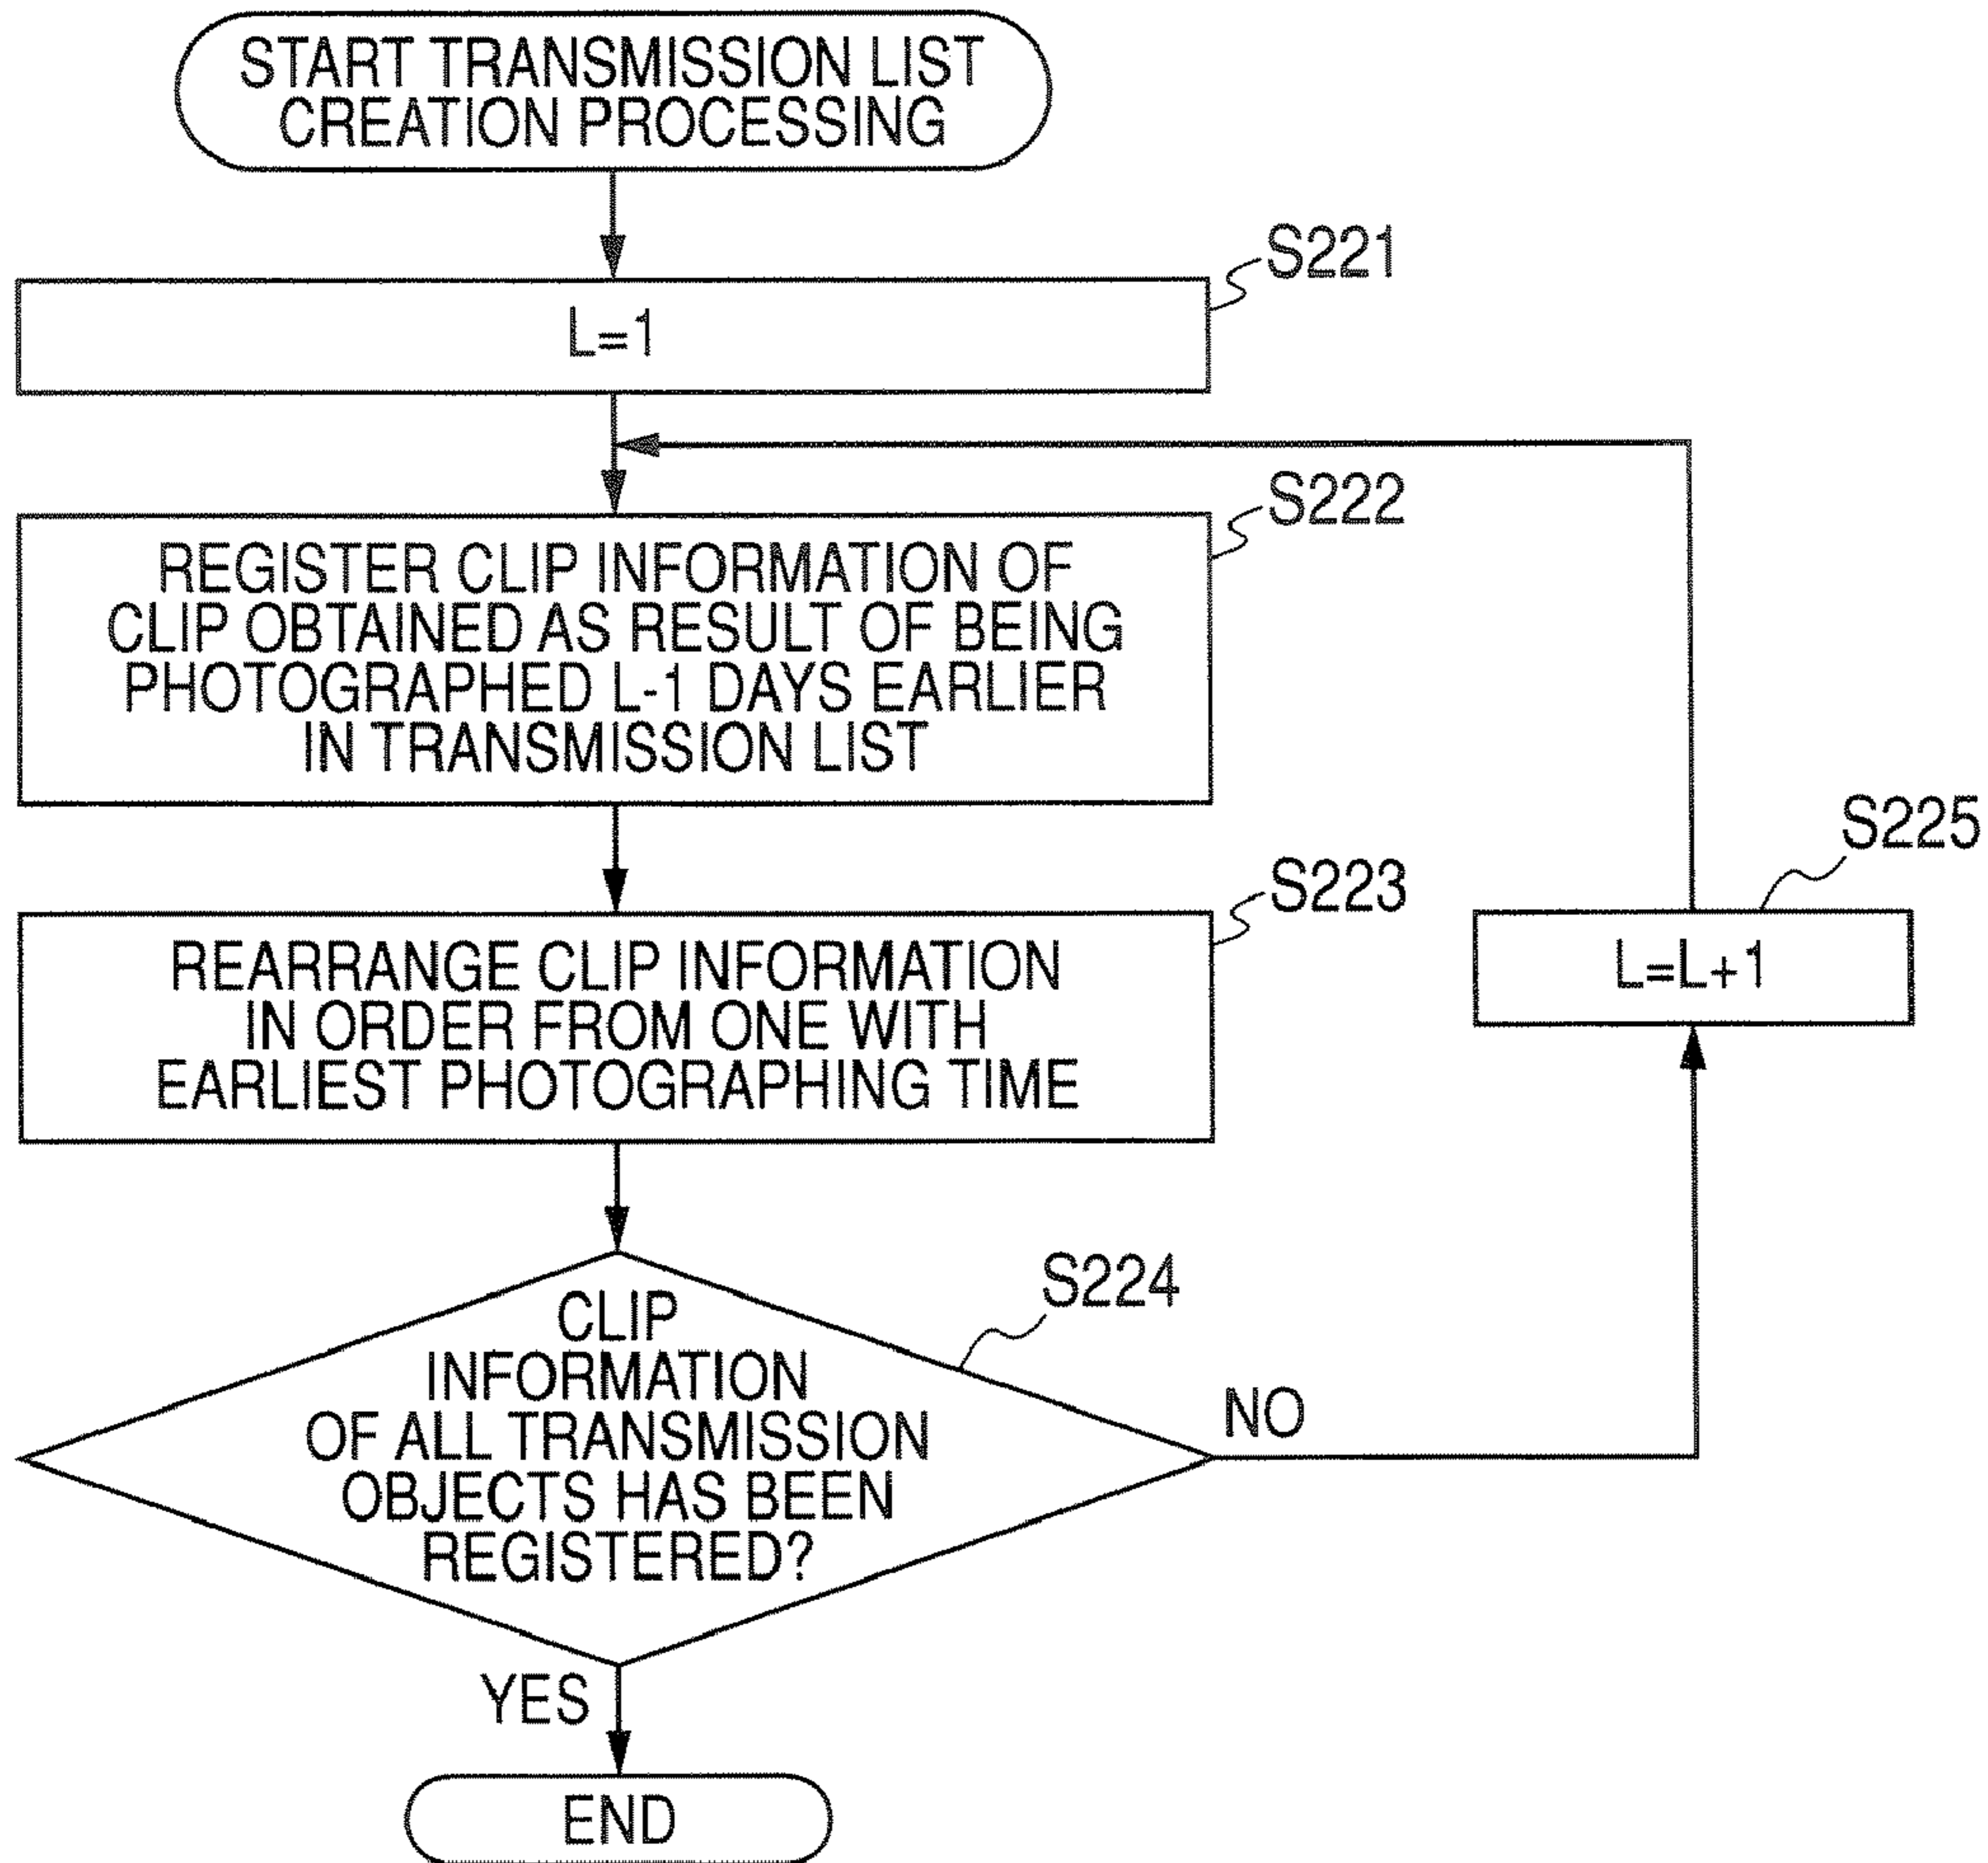 START TRANSMISSION LIST
CREATION PROCESSING
S221
L=1
S222
REGISTER CLIP INFORMATION OF
CLIP OBTAINED AS RESULT OF BEING
PHOTOGRAPHED L-1 DAYS EARLIER
IN TRANSMISSION LIST
S223
REARRANGE CLIP INFORMATION
IN ORDER FROM ONE WITH
EARLIEST PHOTOGRAPHING TIME
S225
L=L+1
S224
CLIP
INFORMATION
OF ALL TRANSMISSION
OBJECTS HAS BEEN
REGISTERED?
NO
YES
END